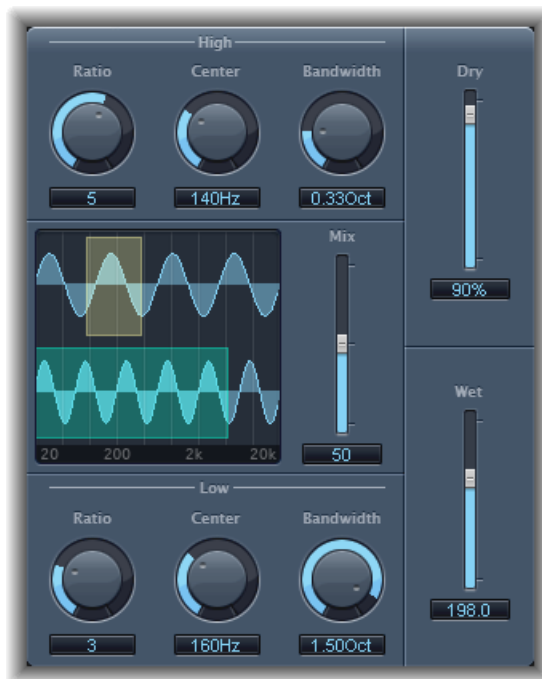 High
Ratio Center Bandwidth Dry
5 140Hz 0.33Oct
Mix
90%
Wet
20 200 2k 20k
50
Low
Ratio Center Bandwidth
198.0
3 160Hz 1.50Oct